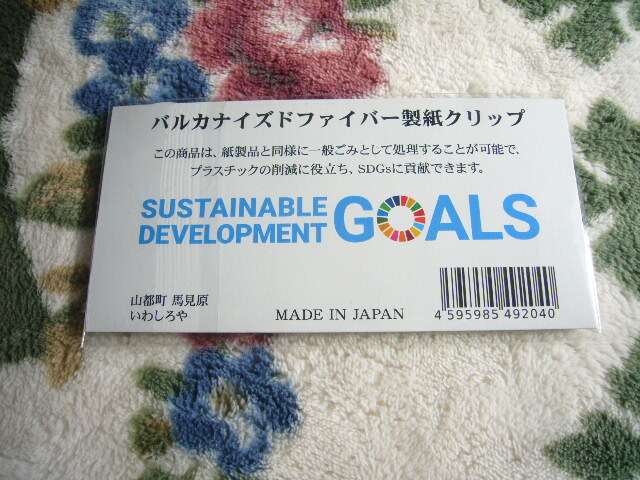 バルカナイズドファイバー製紙クリップ
この商品は、紙製品と同様に一般ごみとして処理することが可能で、
プラスチックの削減に役立ち、SDGsに貢献できます。
SUSTAINABLE
DEVELOPMENT
GOALS
山都町 馬見原
いわしろや
MADE IN JAPAN
4 595985 492040